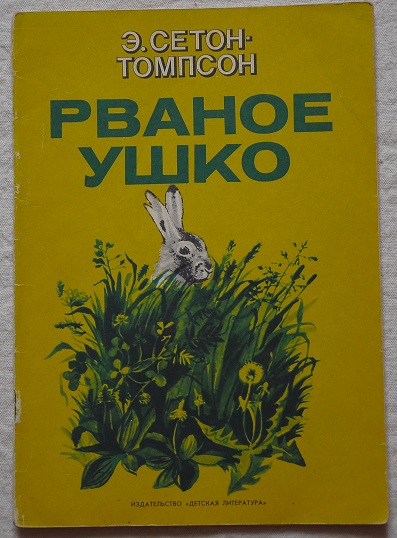 Э. СЕТОН-
ТОМПСОН
РВАНОЕ
УШКО
ИЗДАТЕЛЬСТВО «ДЕТСКАЯ ЛИТЕРАТУРА»